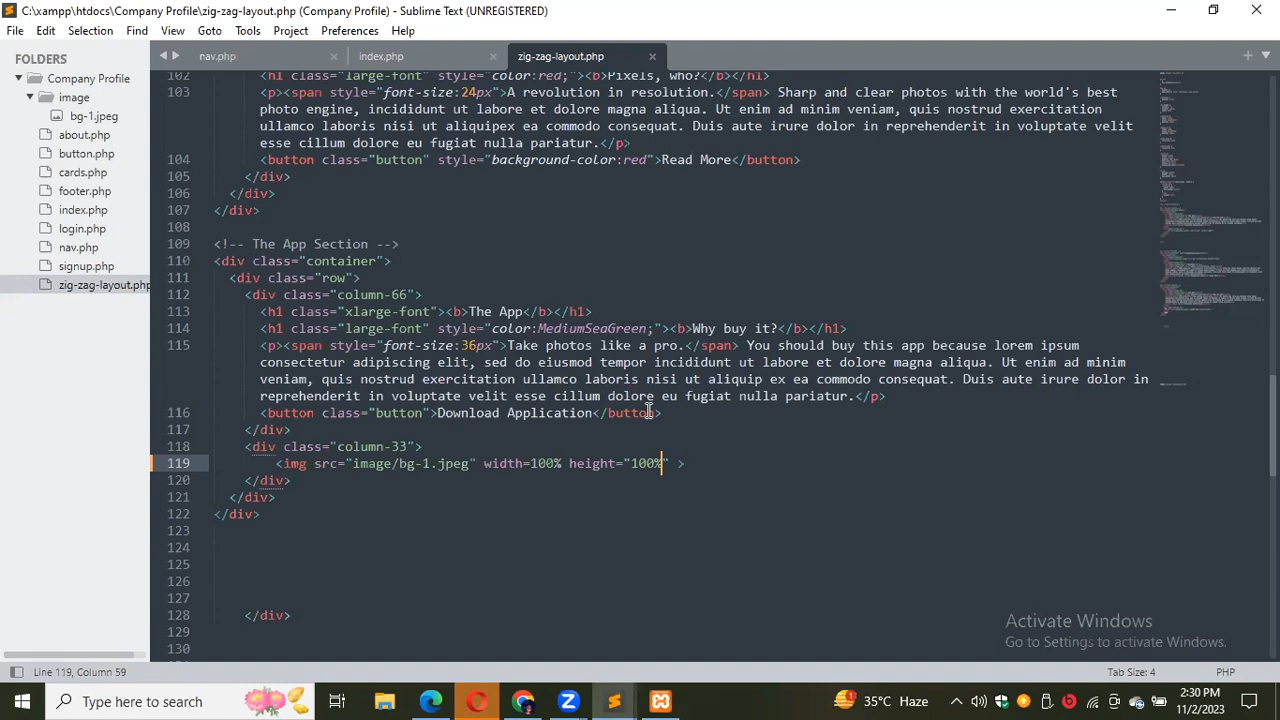 C:\xampp\htdocs\Company Profile\zig-zag-layout.php (Company Profile) - Sublime Text (UNREGISTERED)
File Edit Selection Find View Goto Tools Project Preferences Help
FOLDERS
Company Profile
image
bg-1.jpeg
about.php
button.php
cards.php
footer.php
index.php
login.php
nav.php
signup.php
zig-zag-layout.php
nav.php index.php zig-zag-layout.php
102 <h1 class="large-font" style="color:red;"><b>Pixels, who?</b></h1>
103 <p><span style="font-size:24px">A revolution in resolution.</span> Sharp and clear photos with the world's best
photo engine, incididunt ut labore et dolore magna aliqua. Ut enim ad minim veniam, quis nostrud exercitation
ullamco laboris nisi ut aliquipex ea commodo consequat. Duis aute irure dolor in reprehenderit in voluptate velit
esse cillum dolore eu fugiat nulla pariatur.</p>
104 <button class="button" style="background-color:red">Read More</button>
105 </div>
106 </div>
107 </div>
108
109 <!-- The App Section -->
110 <div class="container">
111 <div class="row">
112 <div class="column-66">
113 <h1 class="xlarge-font"><b>The App</b></h1>
114 <h1 class="large-font" style="color:MediumSeaGreen;"><b>Why buy it?</b></h1>
115 <p><span style="font-size:36px">Take photos like a pro.</span> You should buy this app because lorem ipsum
consectetur adipiscing elit, sed do eiusmod tempor incididunt ut labore et dolore magna aliqua. Ut enim ad minim
veniam, quis nostrud exercitation ullamco laboris nisi ut aliquip ex ea commodo consequat. Duis aute irure dolor in
reprehenderit in voluptate velit esse cillum dolore eu fugiat nulla pariatur.</p>
116 <button class="button">Download Application</button>
117 </div>
118 <div class="column-33">
119 <img src="image/bg-1.jpeg" width=100% height="100%" >
120 </div>
121 </div>
122 </div>
123
124
125
126
127
128 </div>
129
130
Activate Windows
Go to Settings to activate Windows.
Line 119, Column 59 Tab Size: 4 PHP
Type here to search 35°C Haze 2:30 PM
11/2/2023